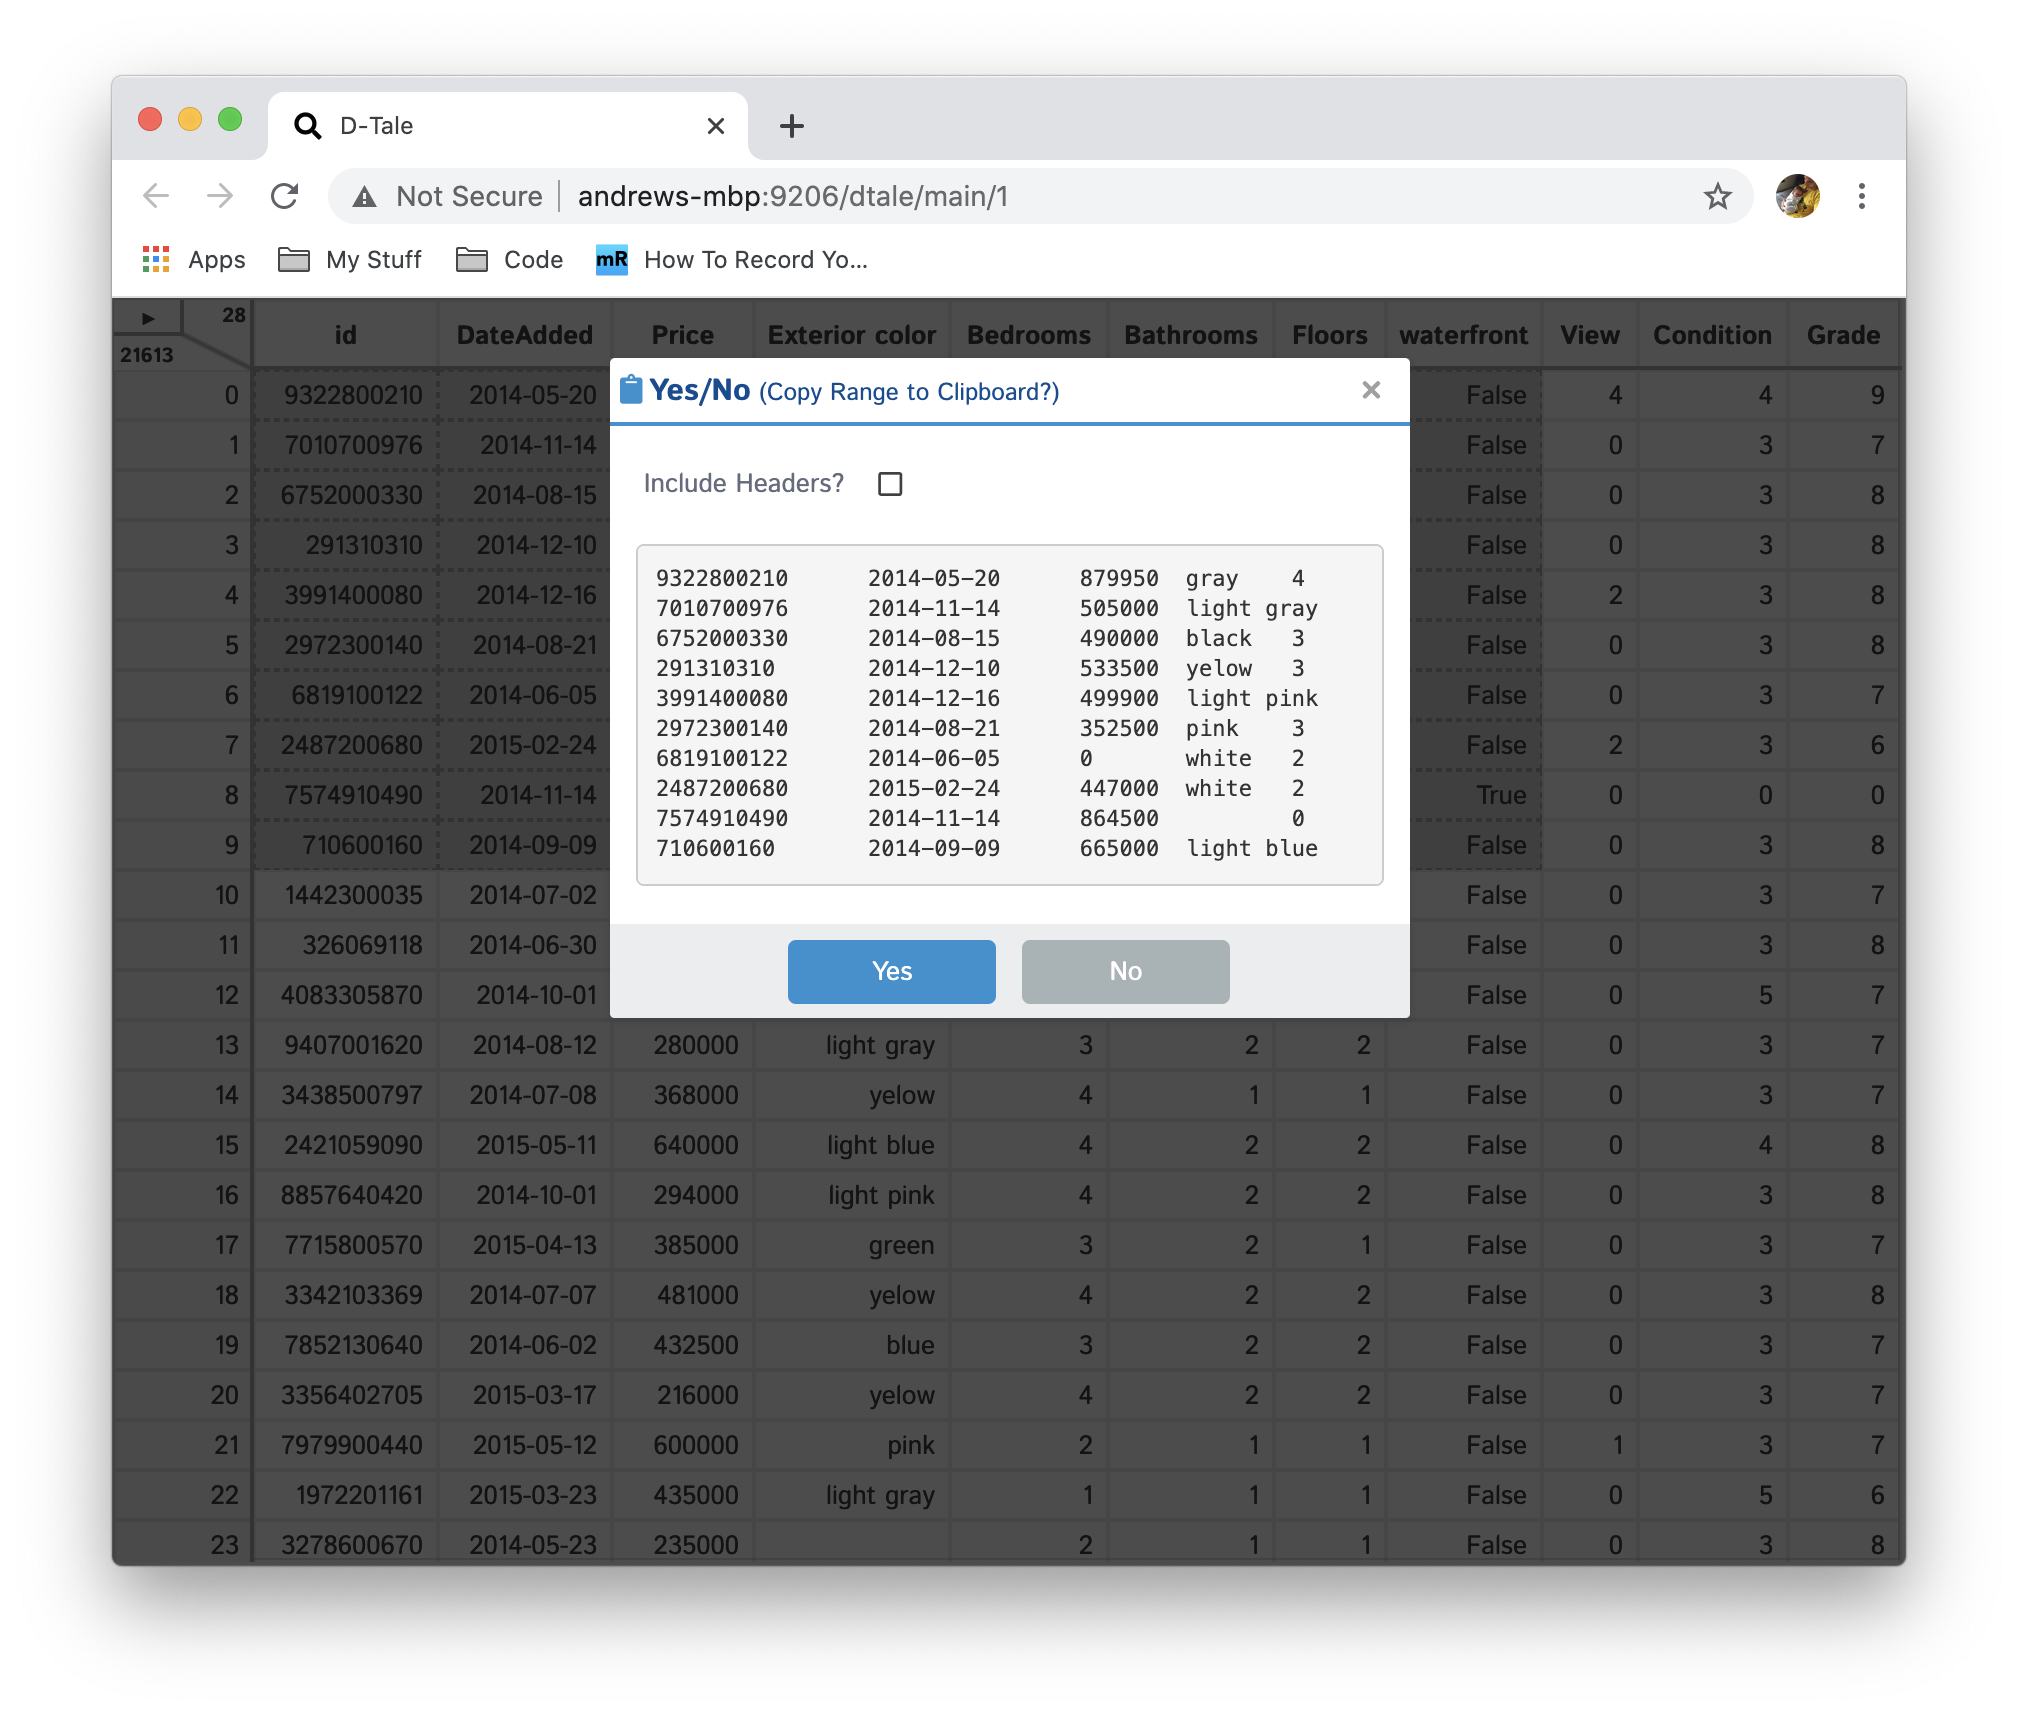 D-Tale
Not Secure andrews-mbp:9206/dtale/main/1
Apps My Stuff Code mR How To Record Yo...
28
21613
id DateAdded Price Exterior color Bedrooms Bathrooms Floors waterfront View Condition Grade
Yes/No (Copy Range to Clipboard?)
Include Headers?
9322800210 2014-05-20 879950 gray 4
7010700976 2014-11-14 505000 light gray
6752000330 2014-08-15 490000 black 3
291310310 2014-12-10 533500 yelow 3
3991400080 2014-12-16 499900 light pink
2972300140 2014-08-21 352500 pink 3
6819100122 2014-06-05 0 white 2
2487200680 2015-02-24 447000 white 2
7574910490 2014-11-14 864500 0
710600160 2014-09-09 665000 light blue
Yes No
0 9322800210 2014-05-20 False 4 4 9
1 7010700976 2014-11-14 False 0 3 7
2 6752000330 2014-08-15 False 0 3 8
3 291310310 2014-12-10 False 0 3 8
4 3991400080 2014-12-16 False 2 3 8
5 2972300140 2014-08-21 False 0 3 8
6 6819100122 2014-06-05 False 0 3 7
7 2487200680 2015-02-24 False 2 3 6
8 7574910490 2014-11-14 True 0 0 0
9 710600160 2014-09-09 False 0 3 8
10 1442300035 2014-07-02 False 0 3 7
11 326069118 2014-06-30 False 0 3 8
12 4083305870 2014-10-01 False 0 5 7
13 9407001620 2014-08-12 280000 light gray 3 2 2 False 0 3 7
14 3438500797 2014-07-08 368000 yelow 4 1 1 False 0 3 7
15 2421059090 2015-05-11 640000 light blue 4 2 2 False 0 4 8
16 8857640420 2014-10-01 294000 light pink 4 2 2 False 0 3 8
17 7715800570 2015-04-13 385000 green 3 2 1 False 0 3 7
18 3342103369 2014-07-07 481000 yelow 4 2 2 False 0 3 8
19 7852130640 2014-06-02 432500 blue 3 2 2 False 0 3 7
20 3356402705 2015-03-17 216000 yelow 4 2 2 False 0 3 7
21 7979900440 2015-05-12 600000 pink 2 1 1 False 1 3 7
22 1972201161 2015-03-23 435000 light gray 1 1 1 False 0 5 6
23 3278600670 2014-05-23 235000 2 1 1 False 0 3 8